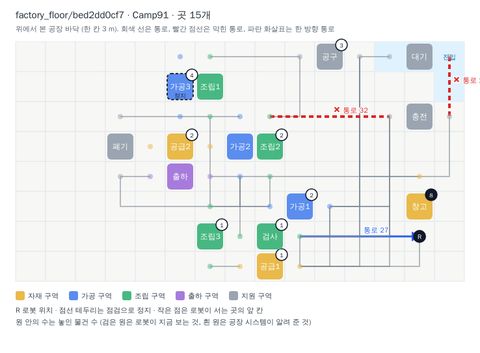 factory_floor/bed2dd0cf7 · Camp91 · 곳 15개
위에서 본 공장 바닥 (한 칸 3 m). 회색 선은 통로, 빨간 점선은 막힌 통로, 파란 화살표는 한 방향 통로
공구 3
대기
✕ 통로
가공3 4
조립1
✕ 통로 32
충전
폐기
공급2 2
가공2
조립2 2
출하
가공1 2
창고 8
조립3 1
검사 1
통로 27
R
공급1 1
자재 구역 가공 구역 조립 구역 출하 구역 지원 구역
R 로봇 위치 · 점선 테두리는 점검으로 정지 · 작은 점은 로봇이 서는 곳의 앞 칸
원 안의 수는 놓인 물건 수 (검은 원은 로봇이 지금 보는 것, 흰 원은 공장 시스템이 알려 준 것)